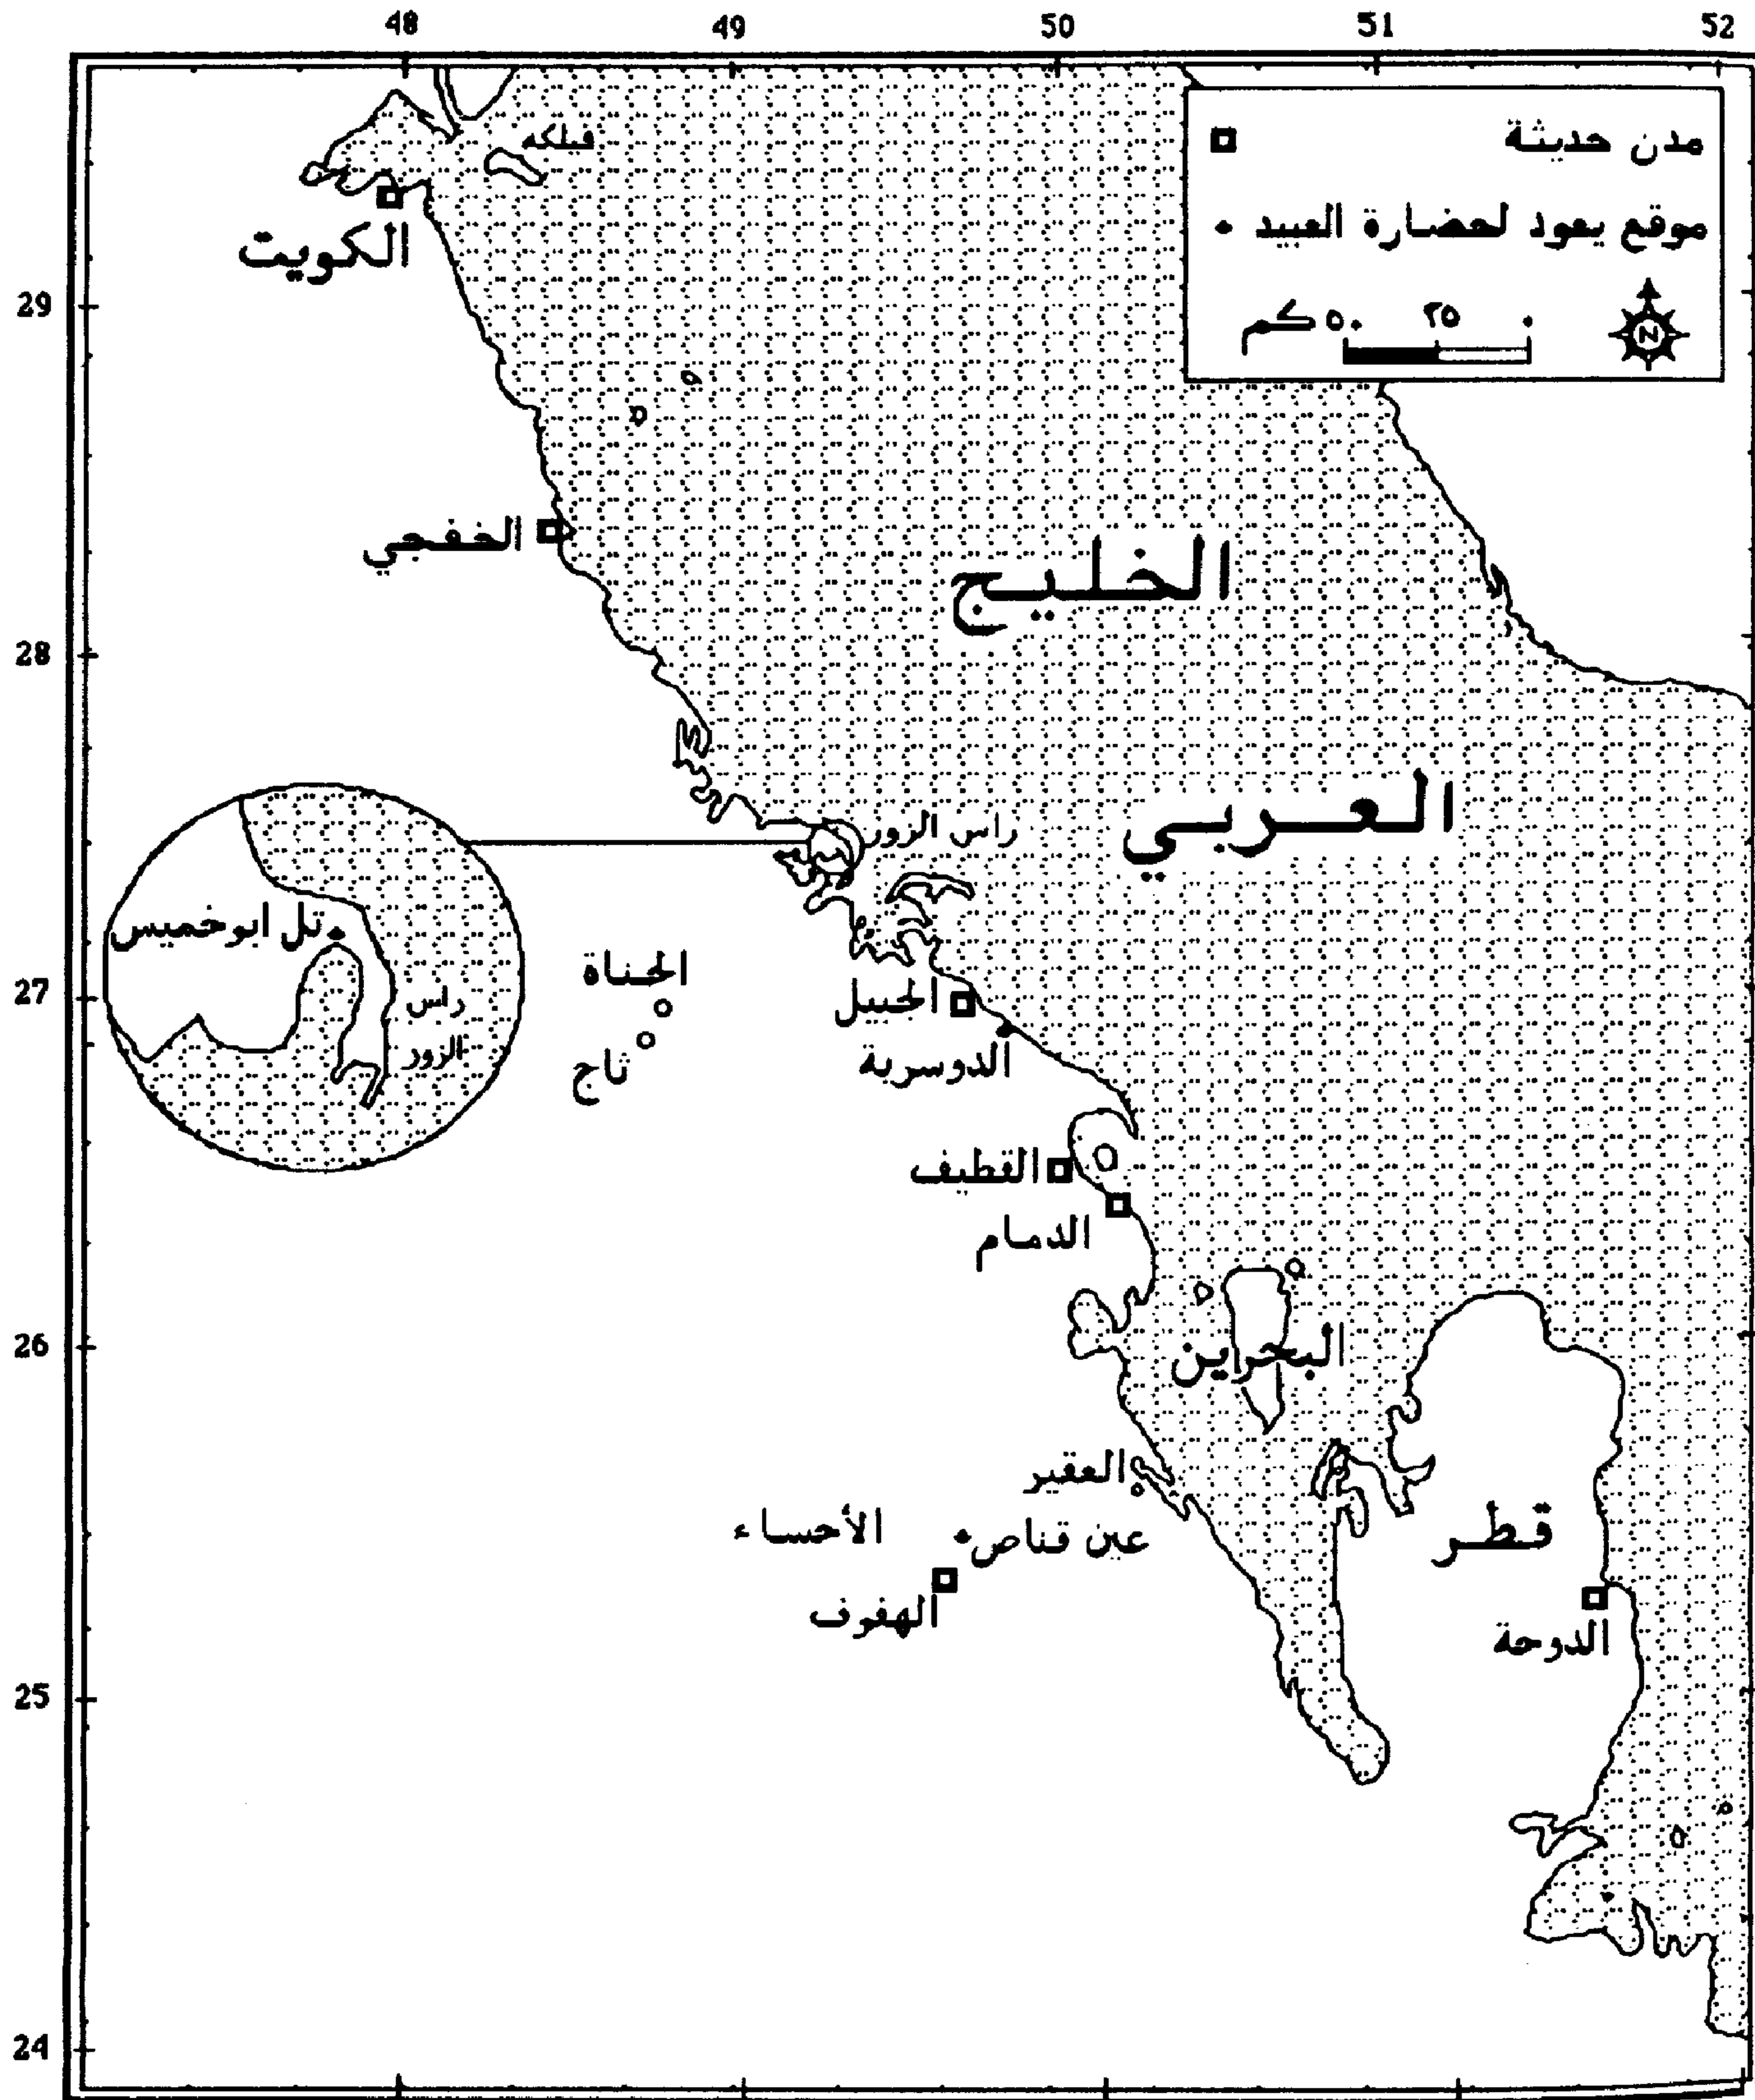 48 49 50 51 52
مدن حديثة
موقع يعود لحضارة العبيد
٠ ٢٥ ٥٠ كم
N
فيلكه
الكويت
29
الخفجي
الخليج
28
العربي
راس الزور
تل ابوخميس
راس
الزور
الحناة
27
الجبيل
ثاج
الدوسرية
القطيف
الدمام
26
البحرين
العقير
الأحساء
عين قناص
قطر
الهفوف
الدوحة
25
24